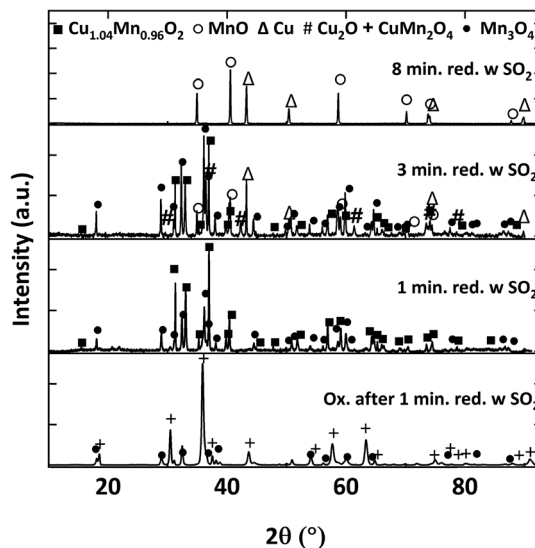 ■ Cu₁.₀₄Mn₀.₉₆O₂ ○ MnO Δ Cu # Cu₂O + CuMn₂O₄ ● Mn₃O₄
8 min. red. w SO₂
3 min. red. w SO₂
1 min. red. w SO₂
Ox. after 1 min. red. w SO₂
Intensity (a.u.)
20 40 60 80
2θ (°)